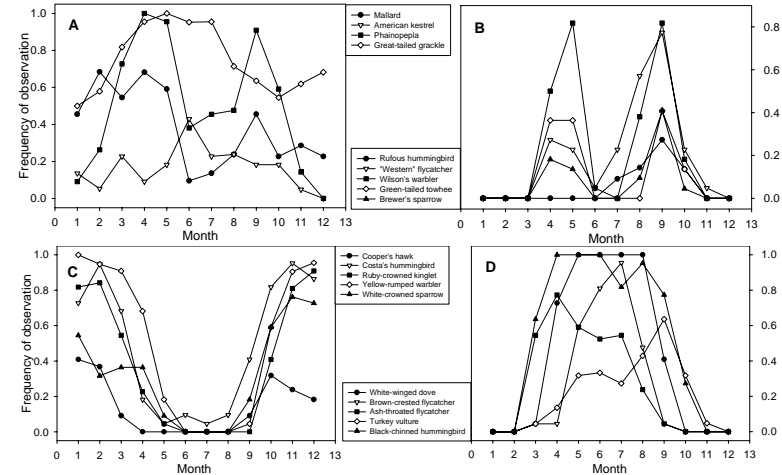 A
Mallard
American kestrel
Phainopepla
Great-tailed grackle
Frequency of observation
1.0
0.8
0.6
0.4
0.2
0.0
0 1 2 3 4 5 6 7 8 9 10 11 12 13
Month
B
Rufous hummingbird
"Western" flycatcher
Wilson's warbler
Green-tailed towhee
Brewer's sparrow
0.8
0.6
0.4
0.2
0.0
0 1 2 3 4 5 6 7 8 9 10 11 12 13
Month
C
Cooper's hawk
Costa's hummingbird
Ruby-crowned kinglet
Yellow-rumped warbler
White-crowned sparrow
Frequency of observation
1.0
0.8
0.6
0.4
0.2
0.0
0 1 2 3 4 5 6 7 8 9 10 11 12 13
Month
D
White-winged dove
Brown-crested flycatcher
Ash-throated flycatcher
Turkey vulture
Black-chinned hummingbird
1.0
0.8
0.6
0.4
0.2
0.0
0 1 2 3 4 5 6 7 8 9 10 11 12 13
Month